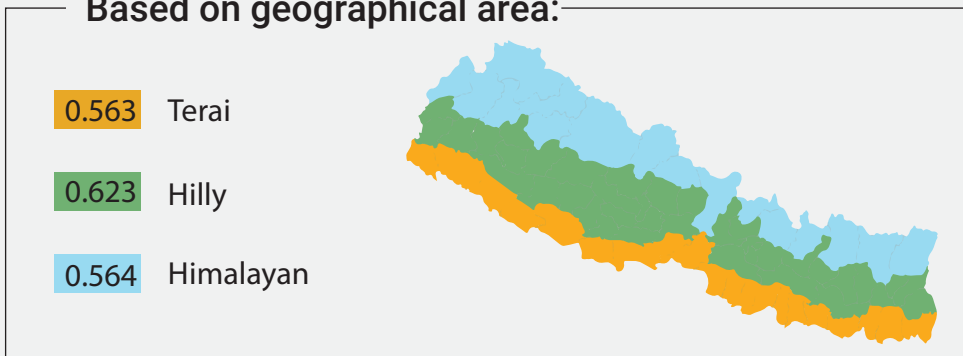 Based on geographical area:
0.563 Terai
0.623 Hilly
0.564 Himalayan